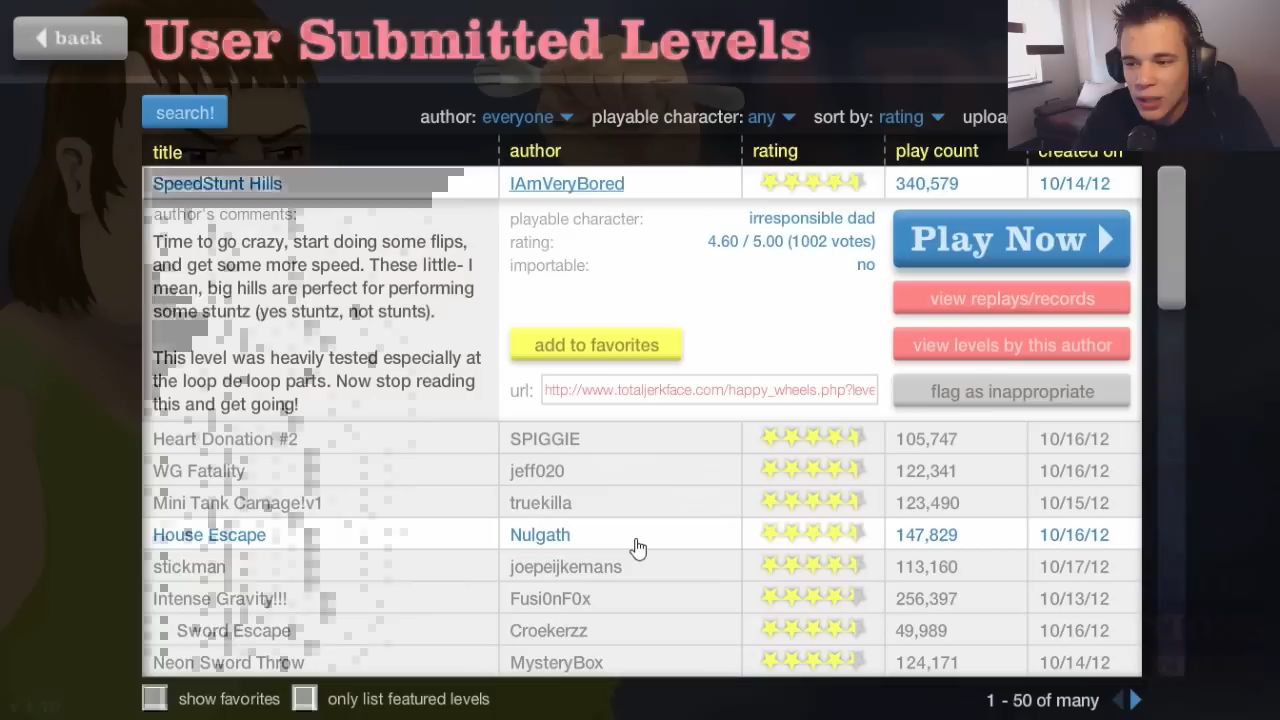 back
User Submitted Levels
search!
author: everyone playable character: any sort by: rating uploa
title author rating play count created on
SpeedStunt Hills IAmVeryBored 340,579 10/14/12
author's comments:
Time to go crazy, start doing some flips,
and get some more speed. These little- I
mean, big hills are perfect for performing
some stuntz (yes stuntz, not stunts).
This level was heavily tested especially at
the loop de loop parts. Now stop reading
this and get going!
playable character: irresponsible dad
rating: 4.60 / 5.00 (1002 votes)
importable: no
add to favorites
url: http://www.totaljerkface.com/happy_wheels.php?leve
Play Now
view replays/records
view levels by this author
flag as inappropriate
Heart Donation #2 SPIGGIE 105,747 10/16/12
WG Fatality jeff020 122,341 10/16/12
Mini Tank Carnage!v1 truekilla 123,490 10/15/12
House Escape Nulgath 147,829 10/16/12
stickman joepeijkemans 113,160 10/17/12
Intense Gravity!!! Fusi0nF0x 256,397 10/13/12
Sword Escape Croekerzz 49,989 10/16/12
Neon Sword Throw MysteryBox 124,171 10/14/12
show favorites only list featured levels 1 - 50 of many